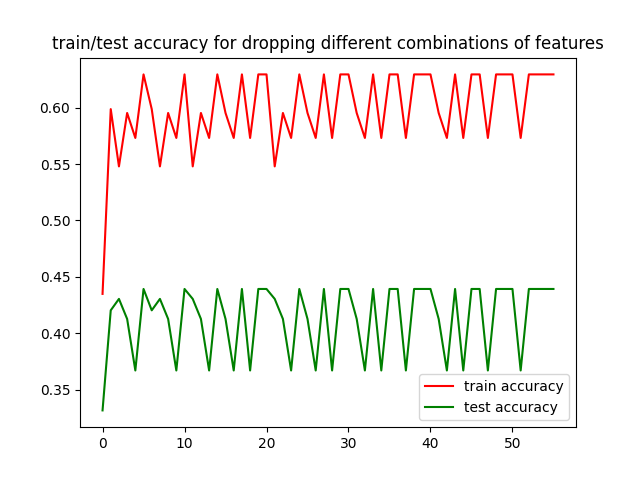 train/test accuracy for dropping different combinations of features
0.60
0.55
0.50
0.45
0.40
0.35
train accuracy
test accuracy
0 10 20 30 40 50